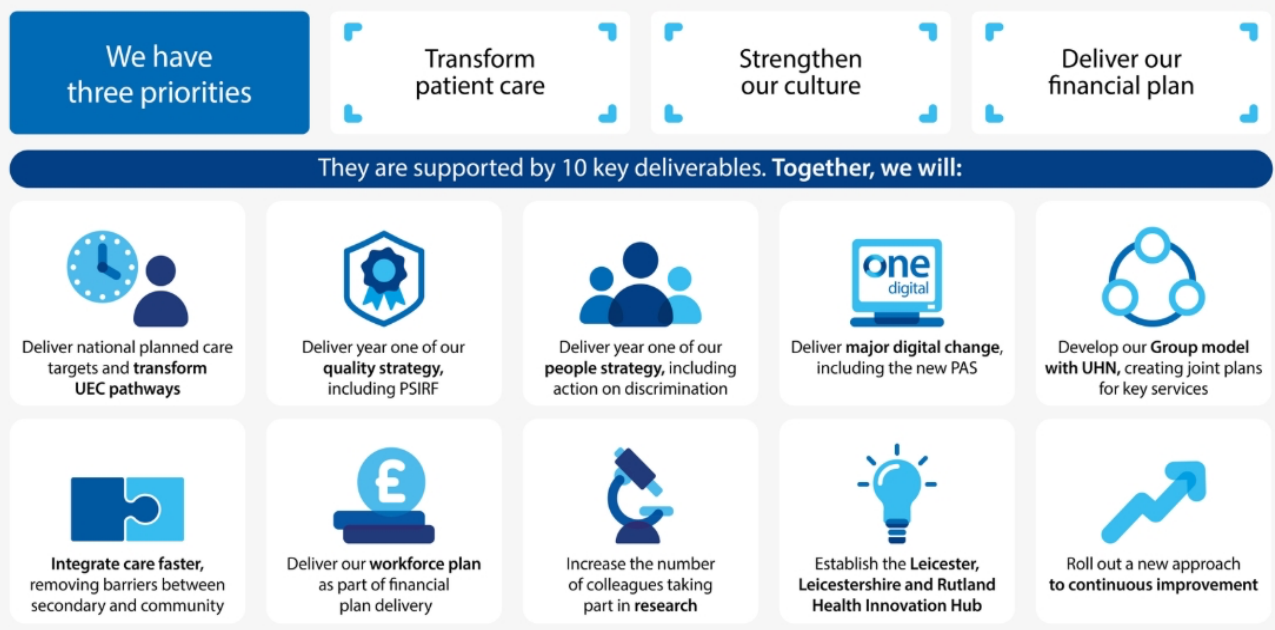 We have
three priorities
Transform
patient care
Strengthen
our culture
Deliver our
financial plan
They are supported by 10 key deliverables. Together, we will:
Deliver national planned care
targets and transform
UEC pathways
Deliver year one of our
quality strategy,
including PSIRF
Deliver year one of our
people strategy, including
action on discrimination
one
digital
Deliver major digital change,
including the new PAS
Develop our Group model
with UHN, creating joint plans
for key services
Integrate care faster,
removing barriers between
secondary and community
£
Deliver our workforce plan
as part of financial
plan delivery
Increase the number
of colleagues taking
part in research
Establish the Leicester,
Leicestershire and Rutland
Health Innovation Hub
Roll out a new approach
to continuous improvement